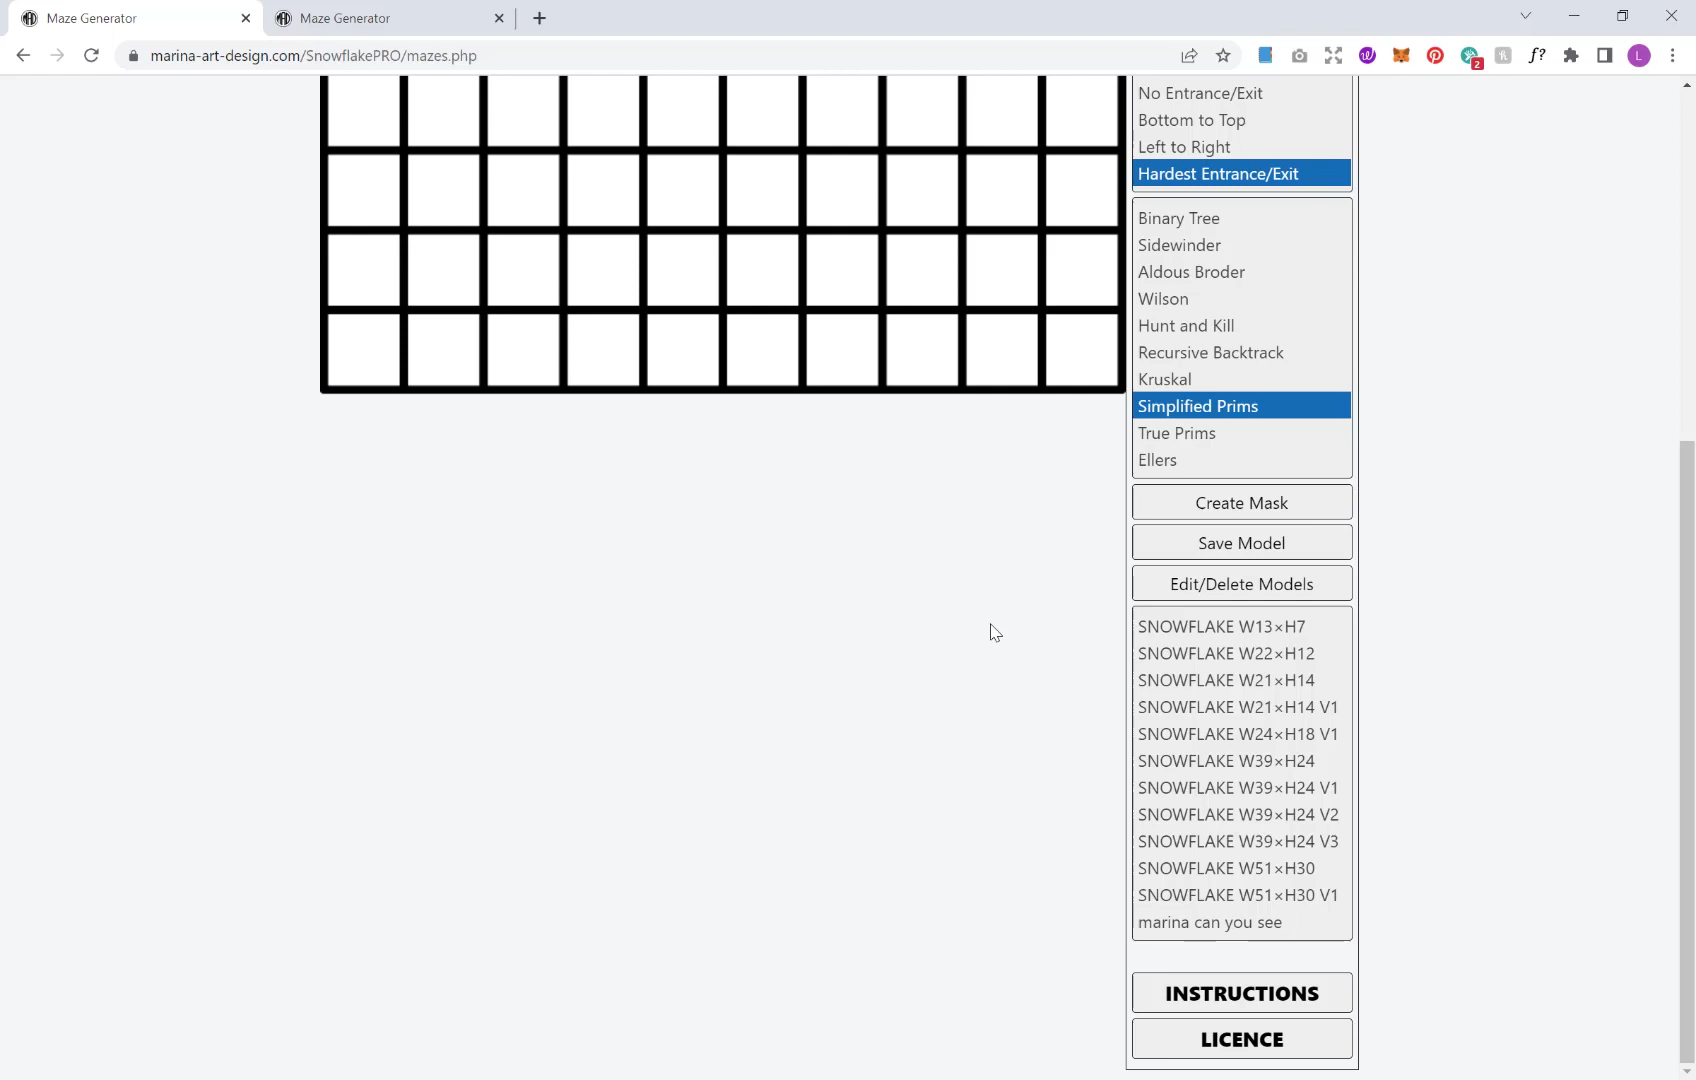 Maze Generator
Maze Generator
marina-art-design.com/SnowflakePRO/mazes.php
2
f?
L
No Entrance/Exit
Bottom to Top
Left to Right
Hardest Entrance/Exit
Binary Tree
Sidewinder
Aldous Broder
Wilson
Hunt and Kill
Recursive Backtrack
Kruskal
Simplified Prims
True Prims
Ellers
Create Mask
Save Model
Edit/Delete Models
SNOWFLAKE W13×H7
SNOWFLAKE W22×H12
SNOWFLAKE W21×H14
SNOWFLAKE W21×H14 V1
SNOWFLAKE W24×H18 V1
SNOWFLAKE W39×H24
SNOWFLAKE W39×H24 V1
SNOWFLAKE W39×H24 V2
SNOWFLAKE W39×H24 V3
SNOWFLAKE W51×H30
SNOWFLAKE W51×H30 V1
marina can you see
INSTRUCTIONS
LICENCE